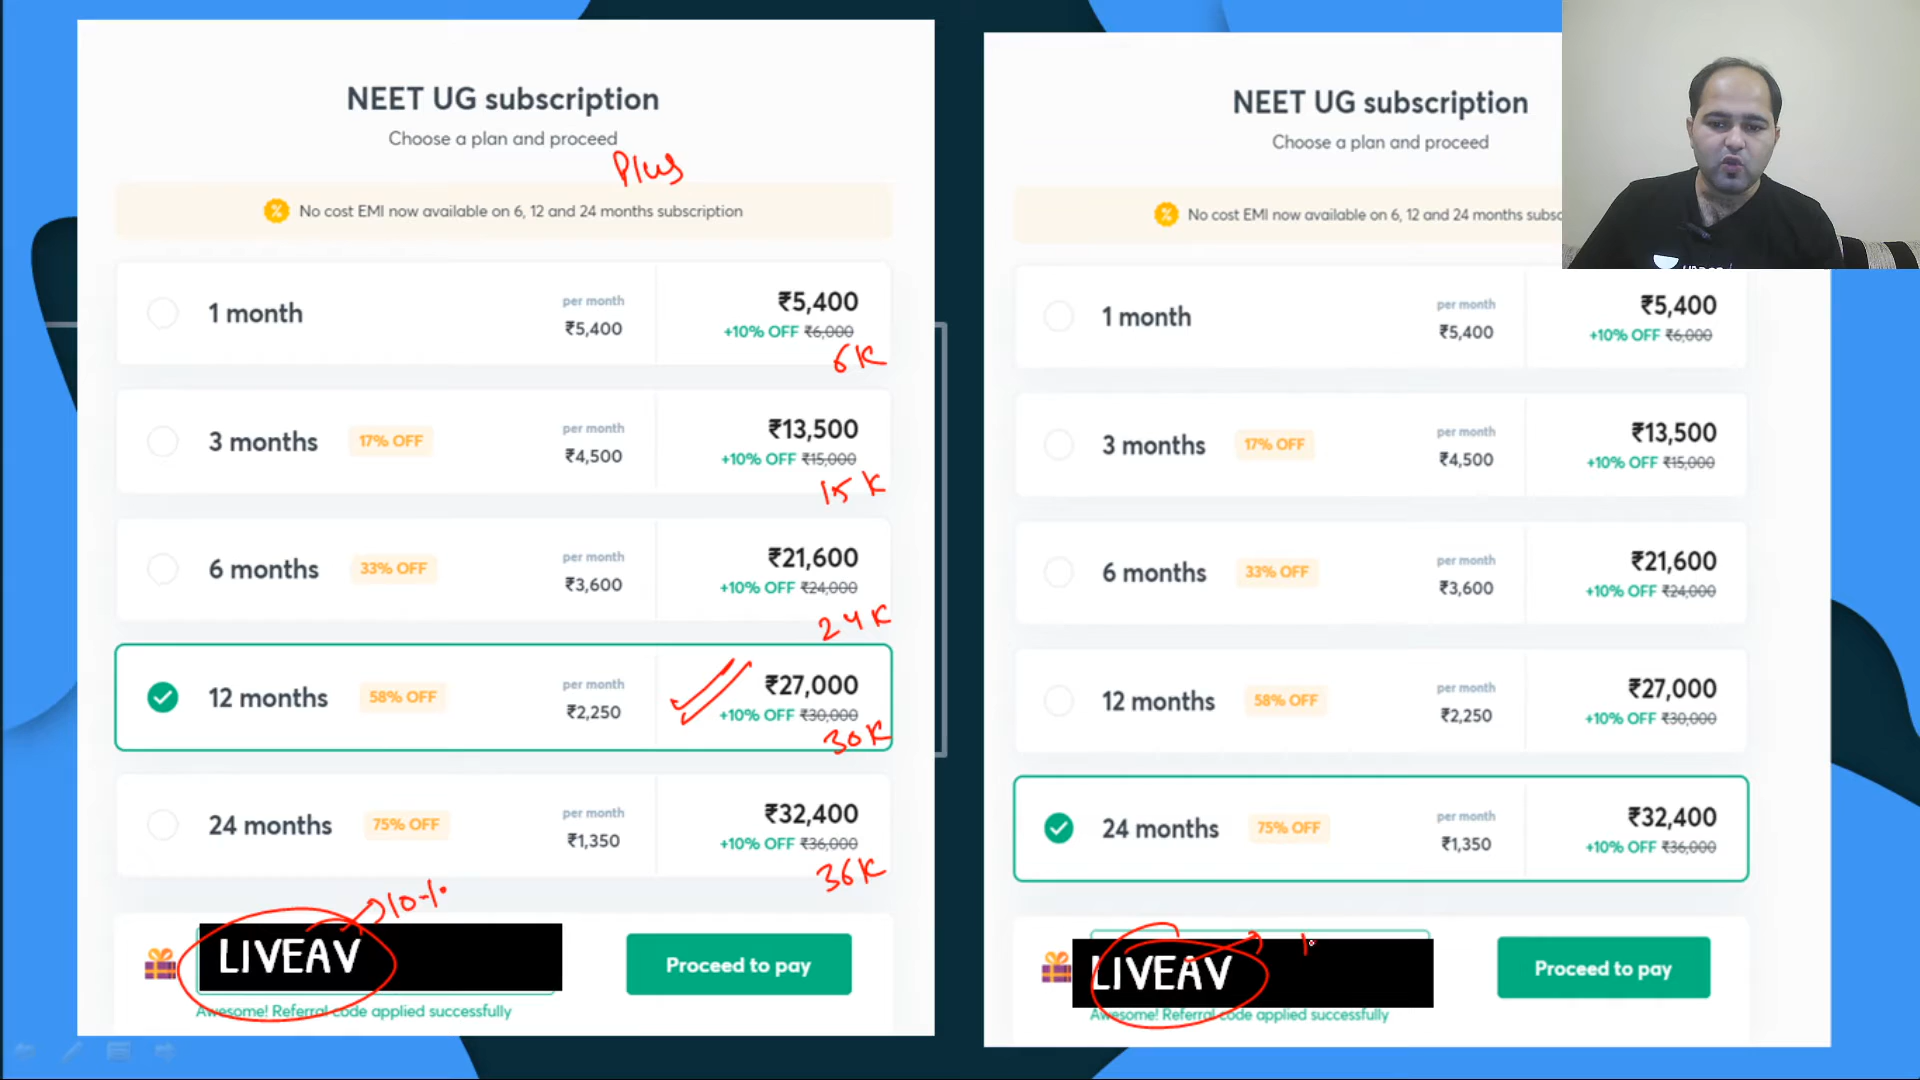 NEET UG subscription
Choose a plan and proceed
Plus
No cost EMI now available on 6, 12 and 24 months subscription
1 month
per month
₹5,400
₹5,400
+10% OFF ₹6,000
6K
3 months
17% OFF
per month
₹4,500
₹13,500
+10% OFF ₹15,000
15K
6 months
33% OFF
per month
₹3,600
₹21,600
+10% OFF ₹24,000
24K
12 months
58% OFF
per month
₹2,250
₹27,000
+10% OFF ₹30,000
30K
24 months
75% OFF
per month
₹1,350
₹32,400
+10% OFF ₹36,000
36K
10%
LIVEAV
Proceed to pay
Awesome! Referral code applied successfully
NEET UG subscription
Choose a plan and proceed
No cost EMI now available on 6, 12 and 24 months subsc
1 month
per month
₹5,400
₹5,400
+10% OFF ₹6,000
3 months
17% OFF
per month
₹4,500
₹13,500
+10% OFF ₹15,000
6 months
33% OFF
per month
₹3,600
₹21,600
+10% OFF ₹24,000
12 months
58% OFF
per month
₹2,250
₹27,000
+10% OFF ₹30,000
24 months
75% OFF
per month
₹1,350
₹32,400
+10% OFF ₹36,000
LIVEAV
Proceed to pay
Awesome! Referral code applied successfully